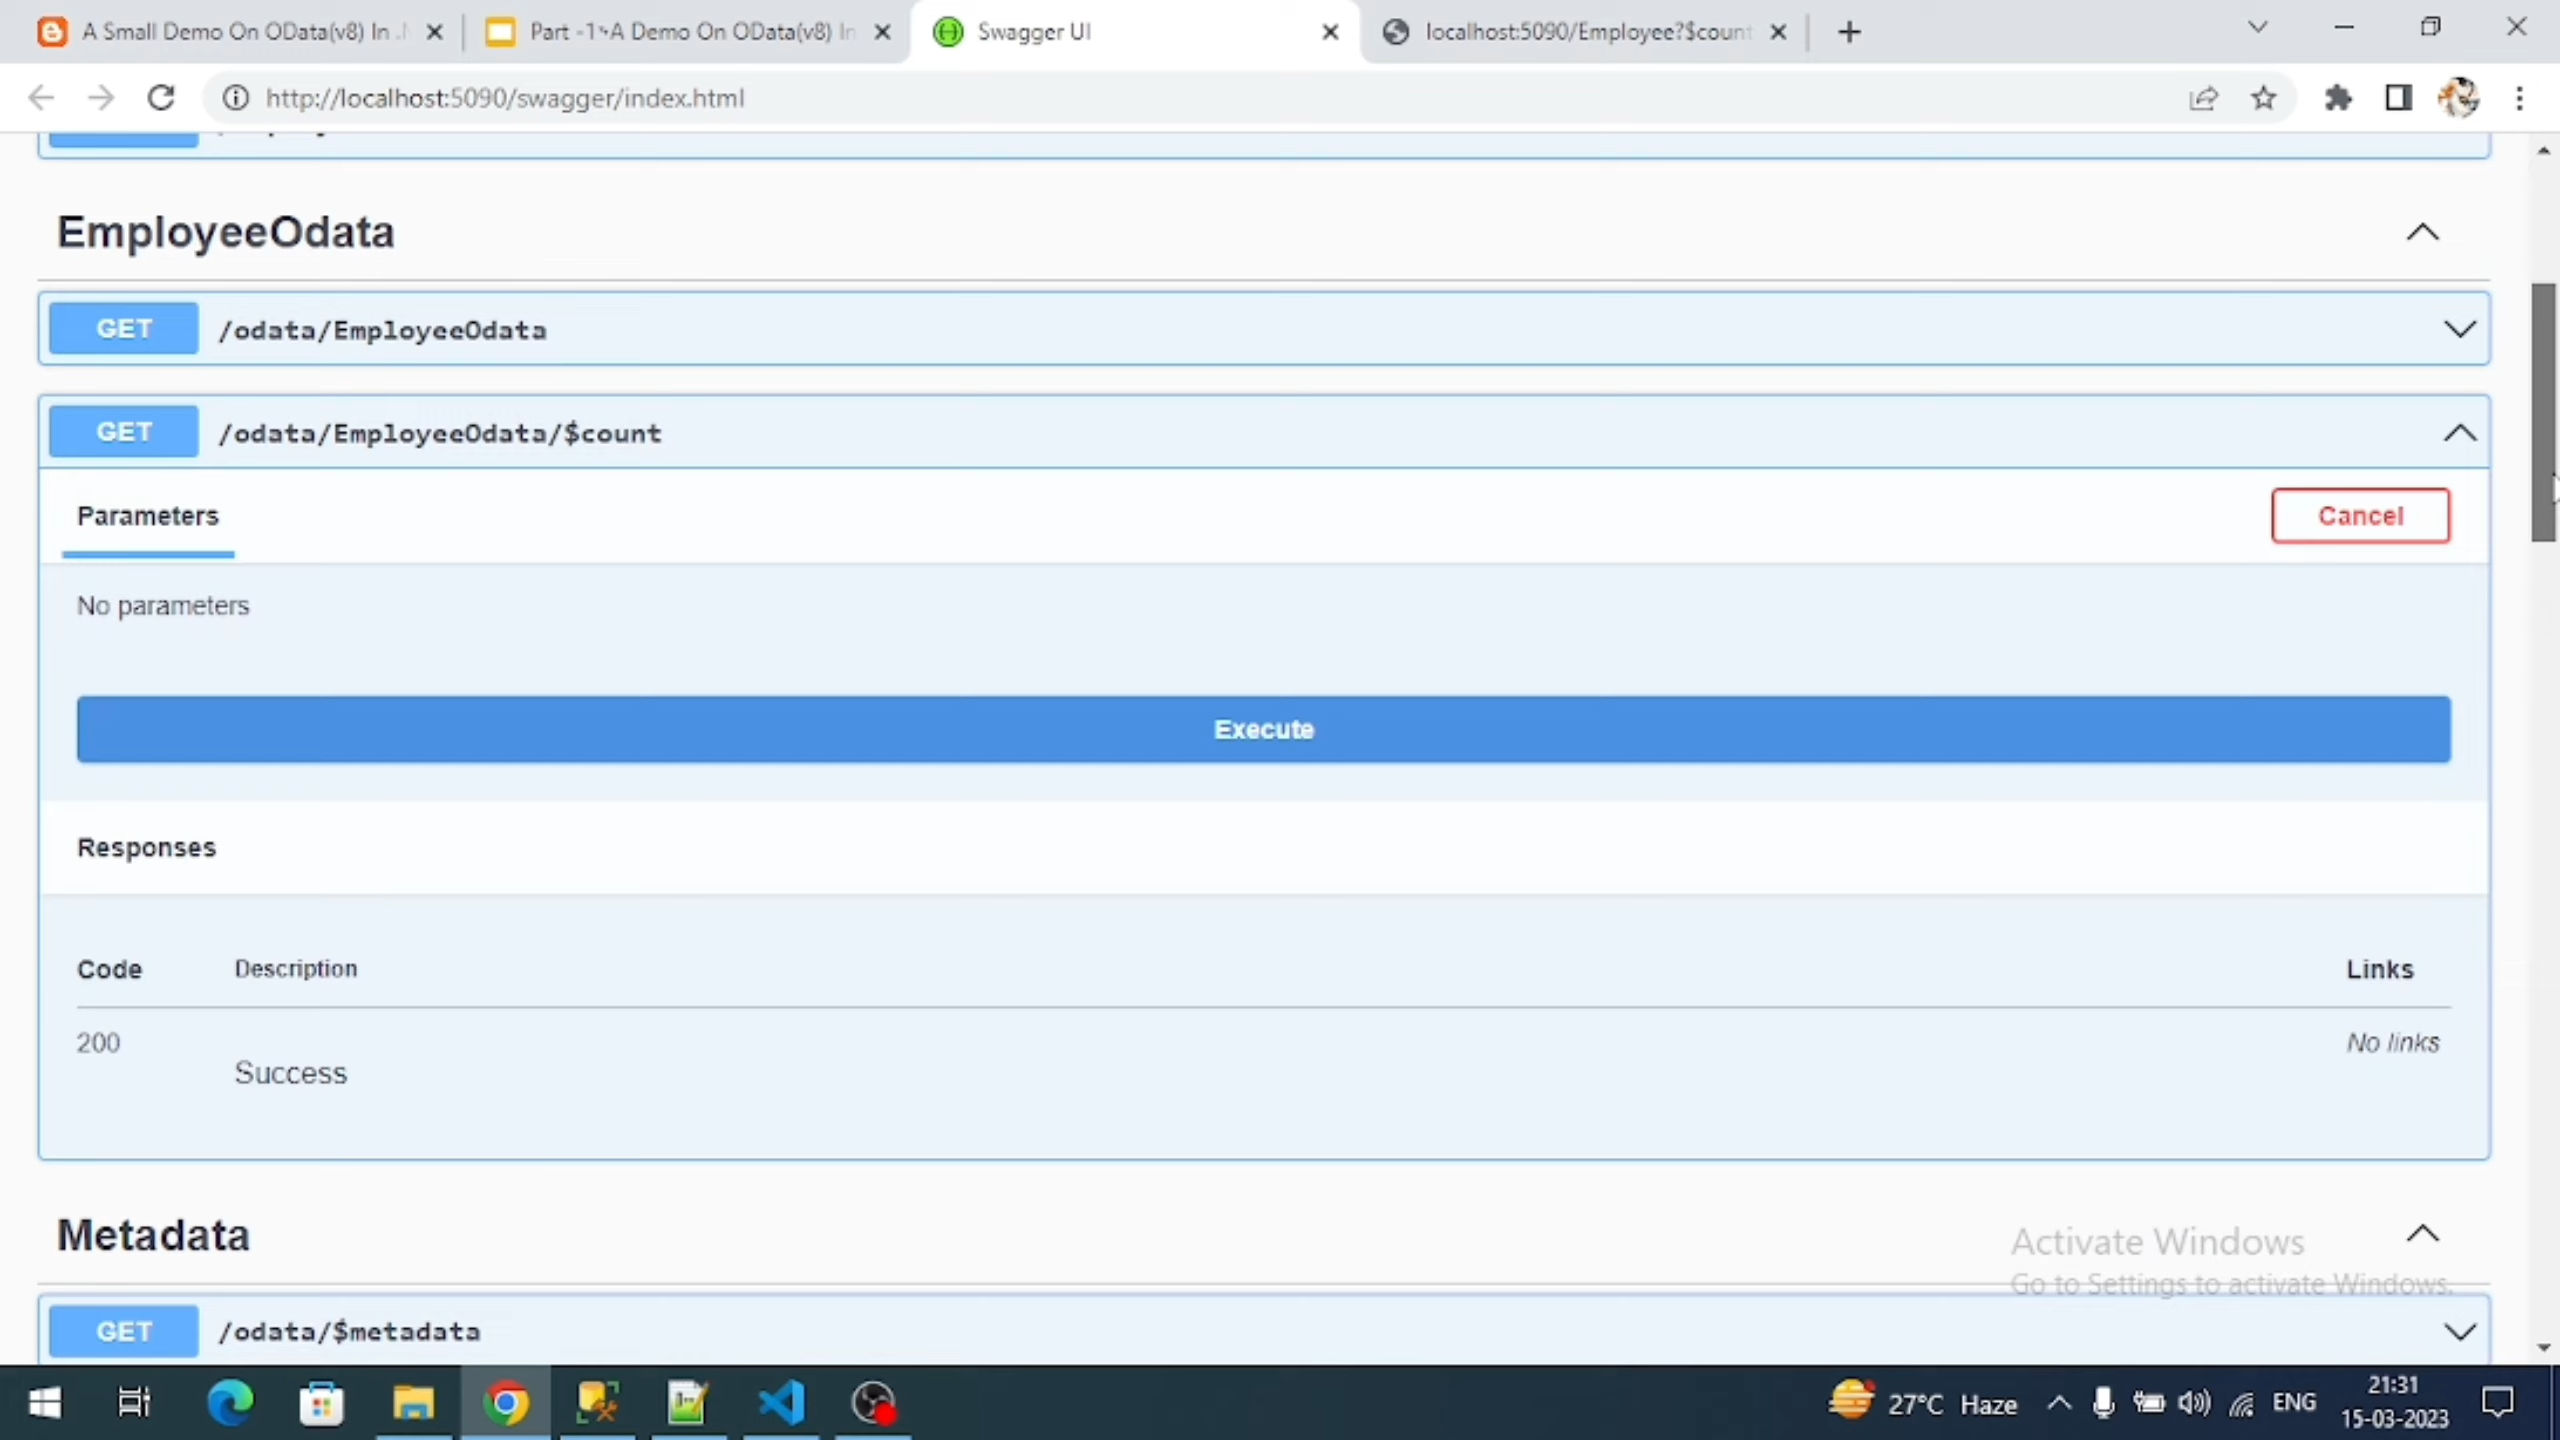 A Small Demo On OData(v8) In .
Part -1 A Demo On OData(v8) In
Swagger UI
localhost:5090/Employee?$count
http://localhost:5090/swagger/index.html
EmployeeOdata
GET /odata/EmployeeOdata
GET /odata/EmployeeOdata/$count
Parameters
Cancel
No parameters
Execute
Responses
Code Description Links
200 No links
Success
Metadata
Activate Windows
Go to Settings to activate Windows.
GET /odata/$metadata
27°C Haze
ENG
21:31
15-03-2023